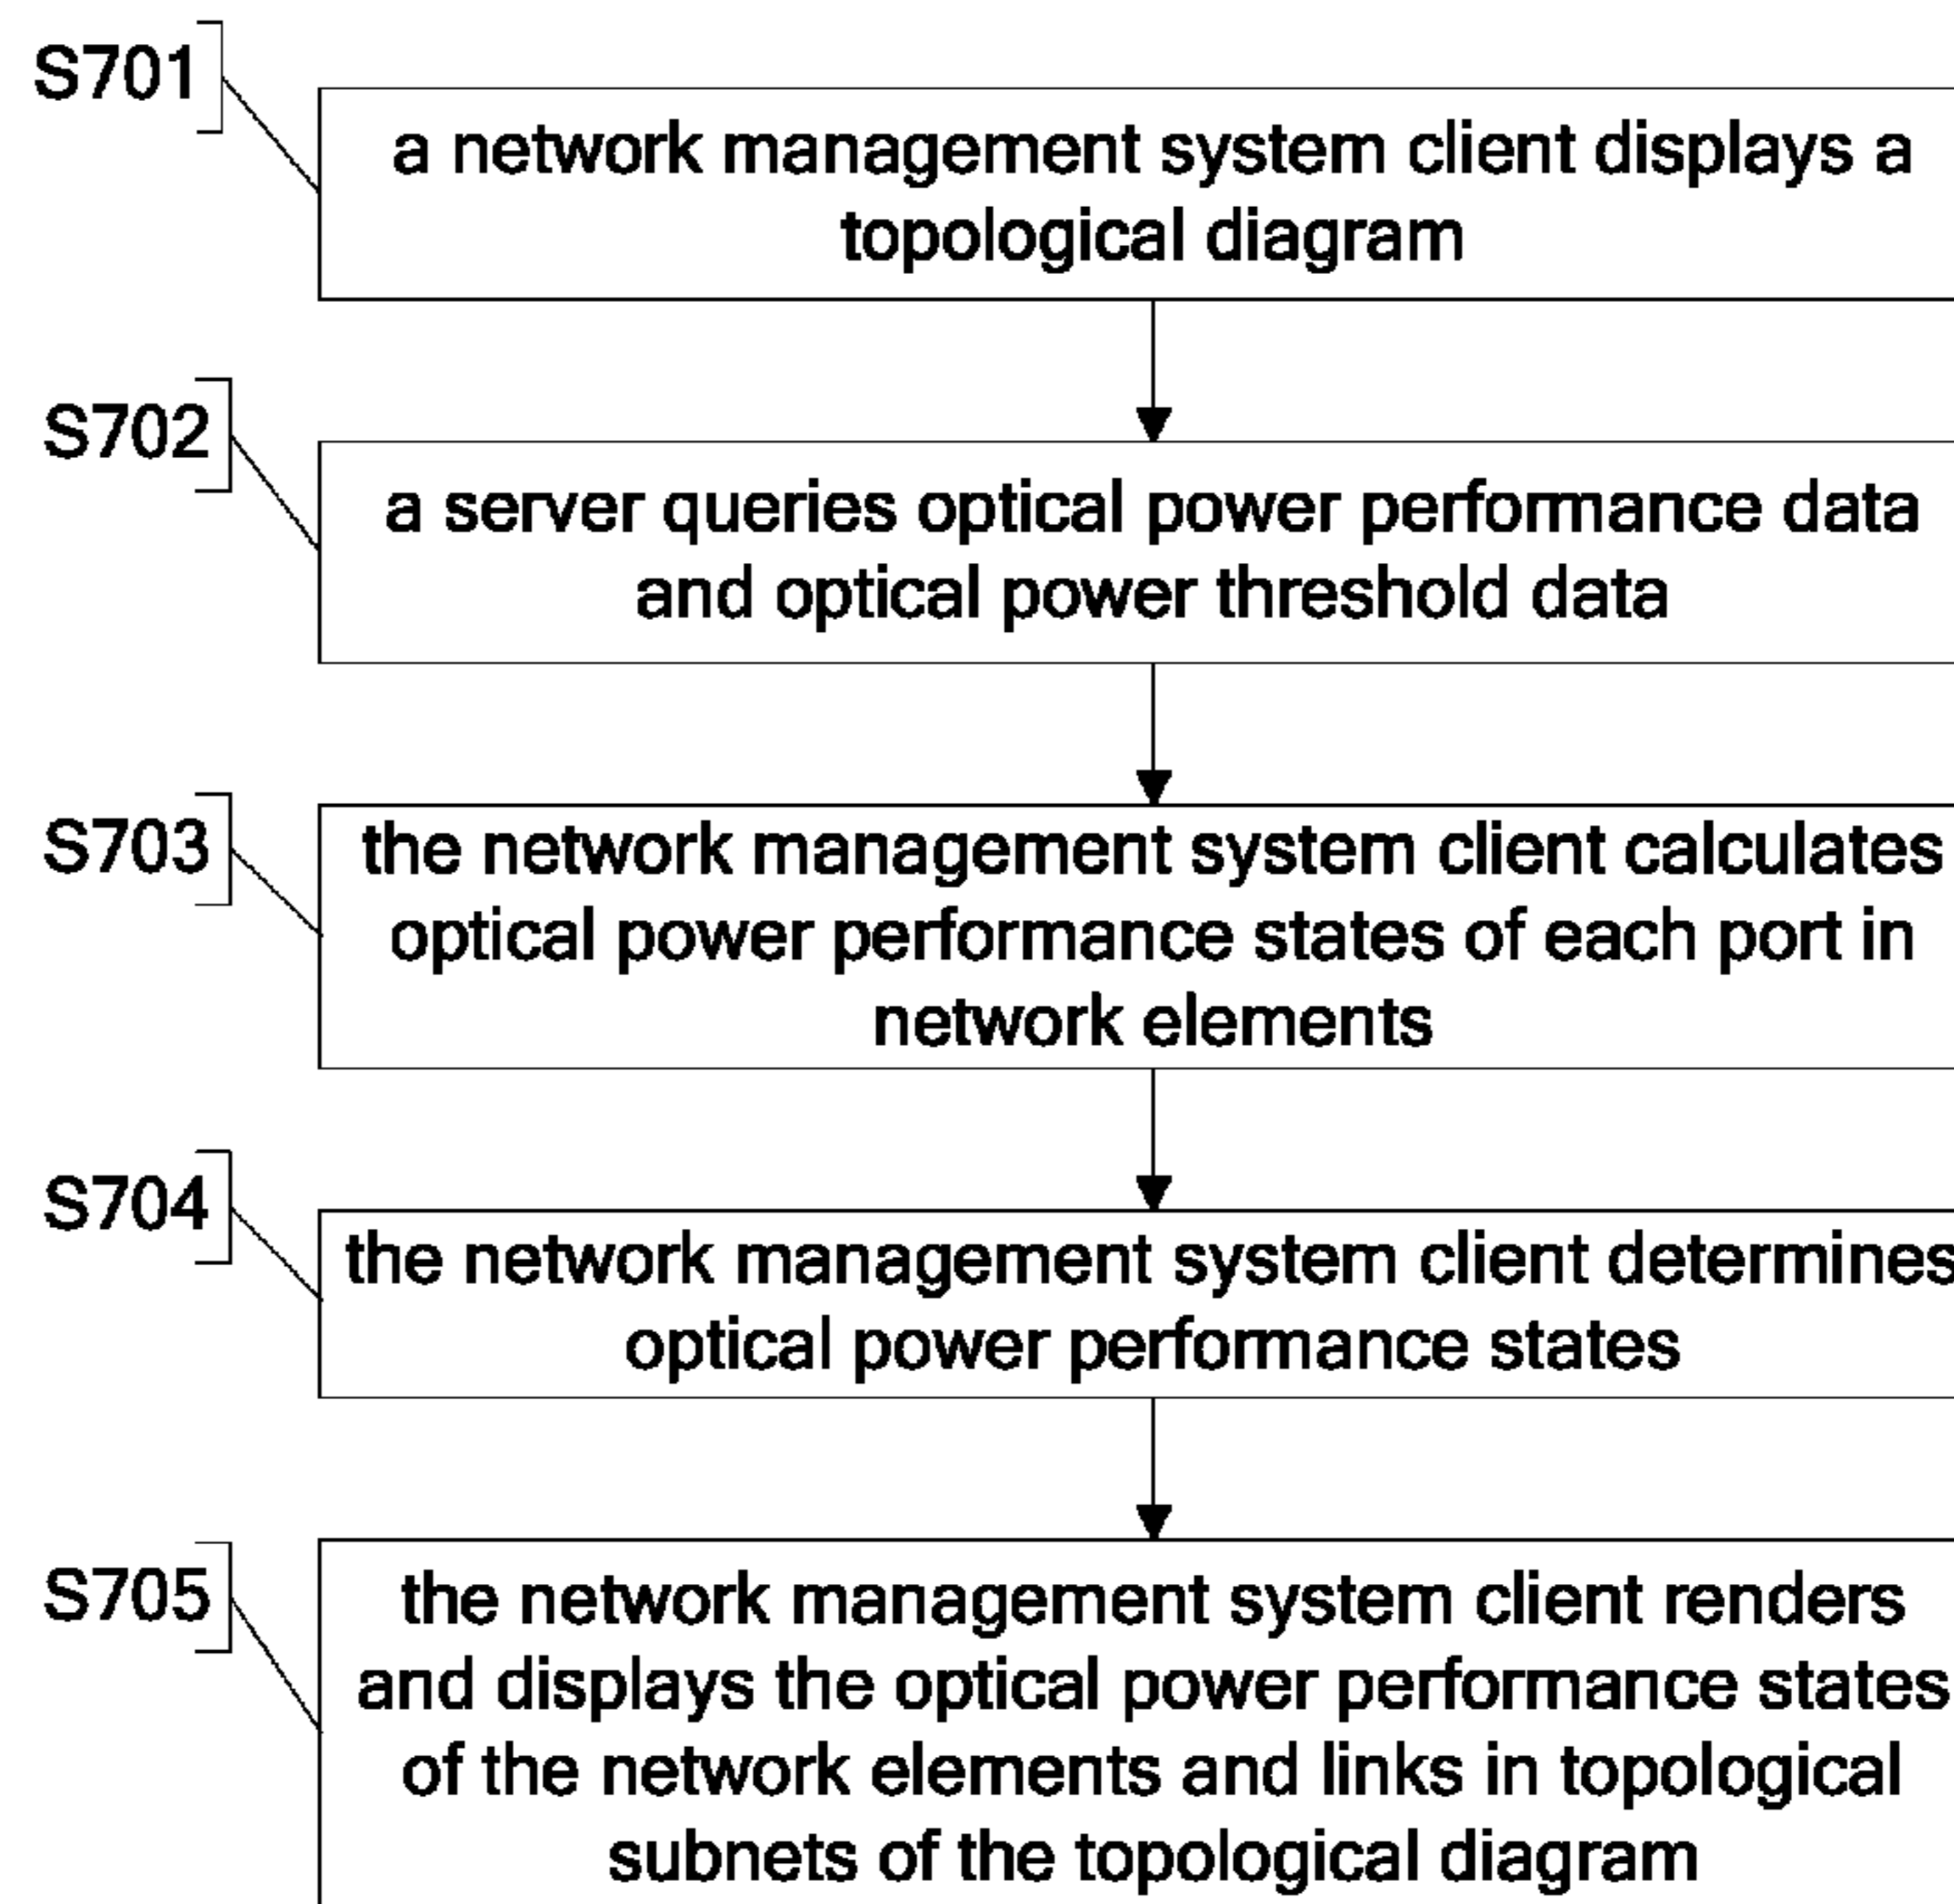 S701
a network management system client displays a
topological diagram
S702
a server queries optical power performance data
and optical power threshold data
S703
the network management system client calculates
optical power performance states of each port in
network elements
S704
the network management system client determines
optical power performance states
S705
the network management system client renders
and displays the optical power performance states
of the network elements and links in topological
subnets of the topological diagram